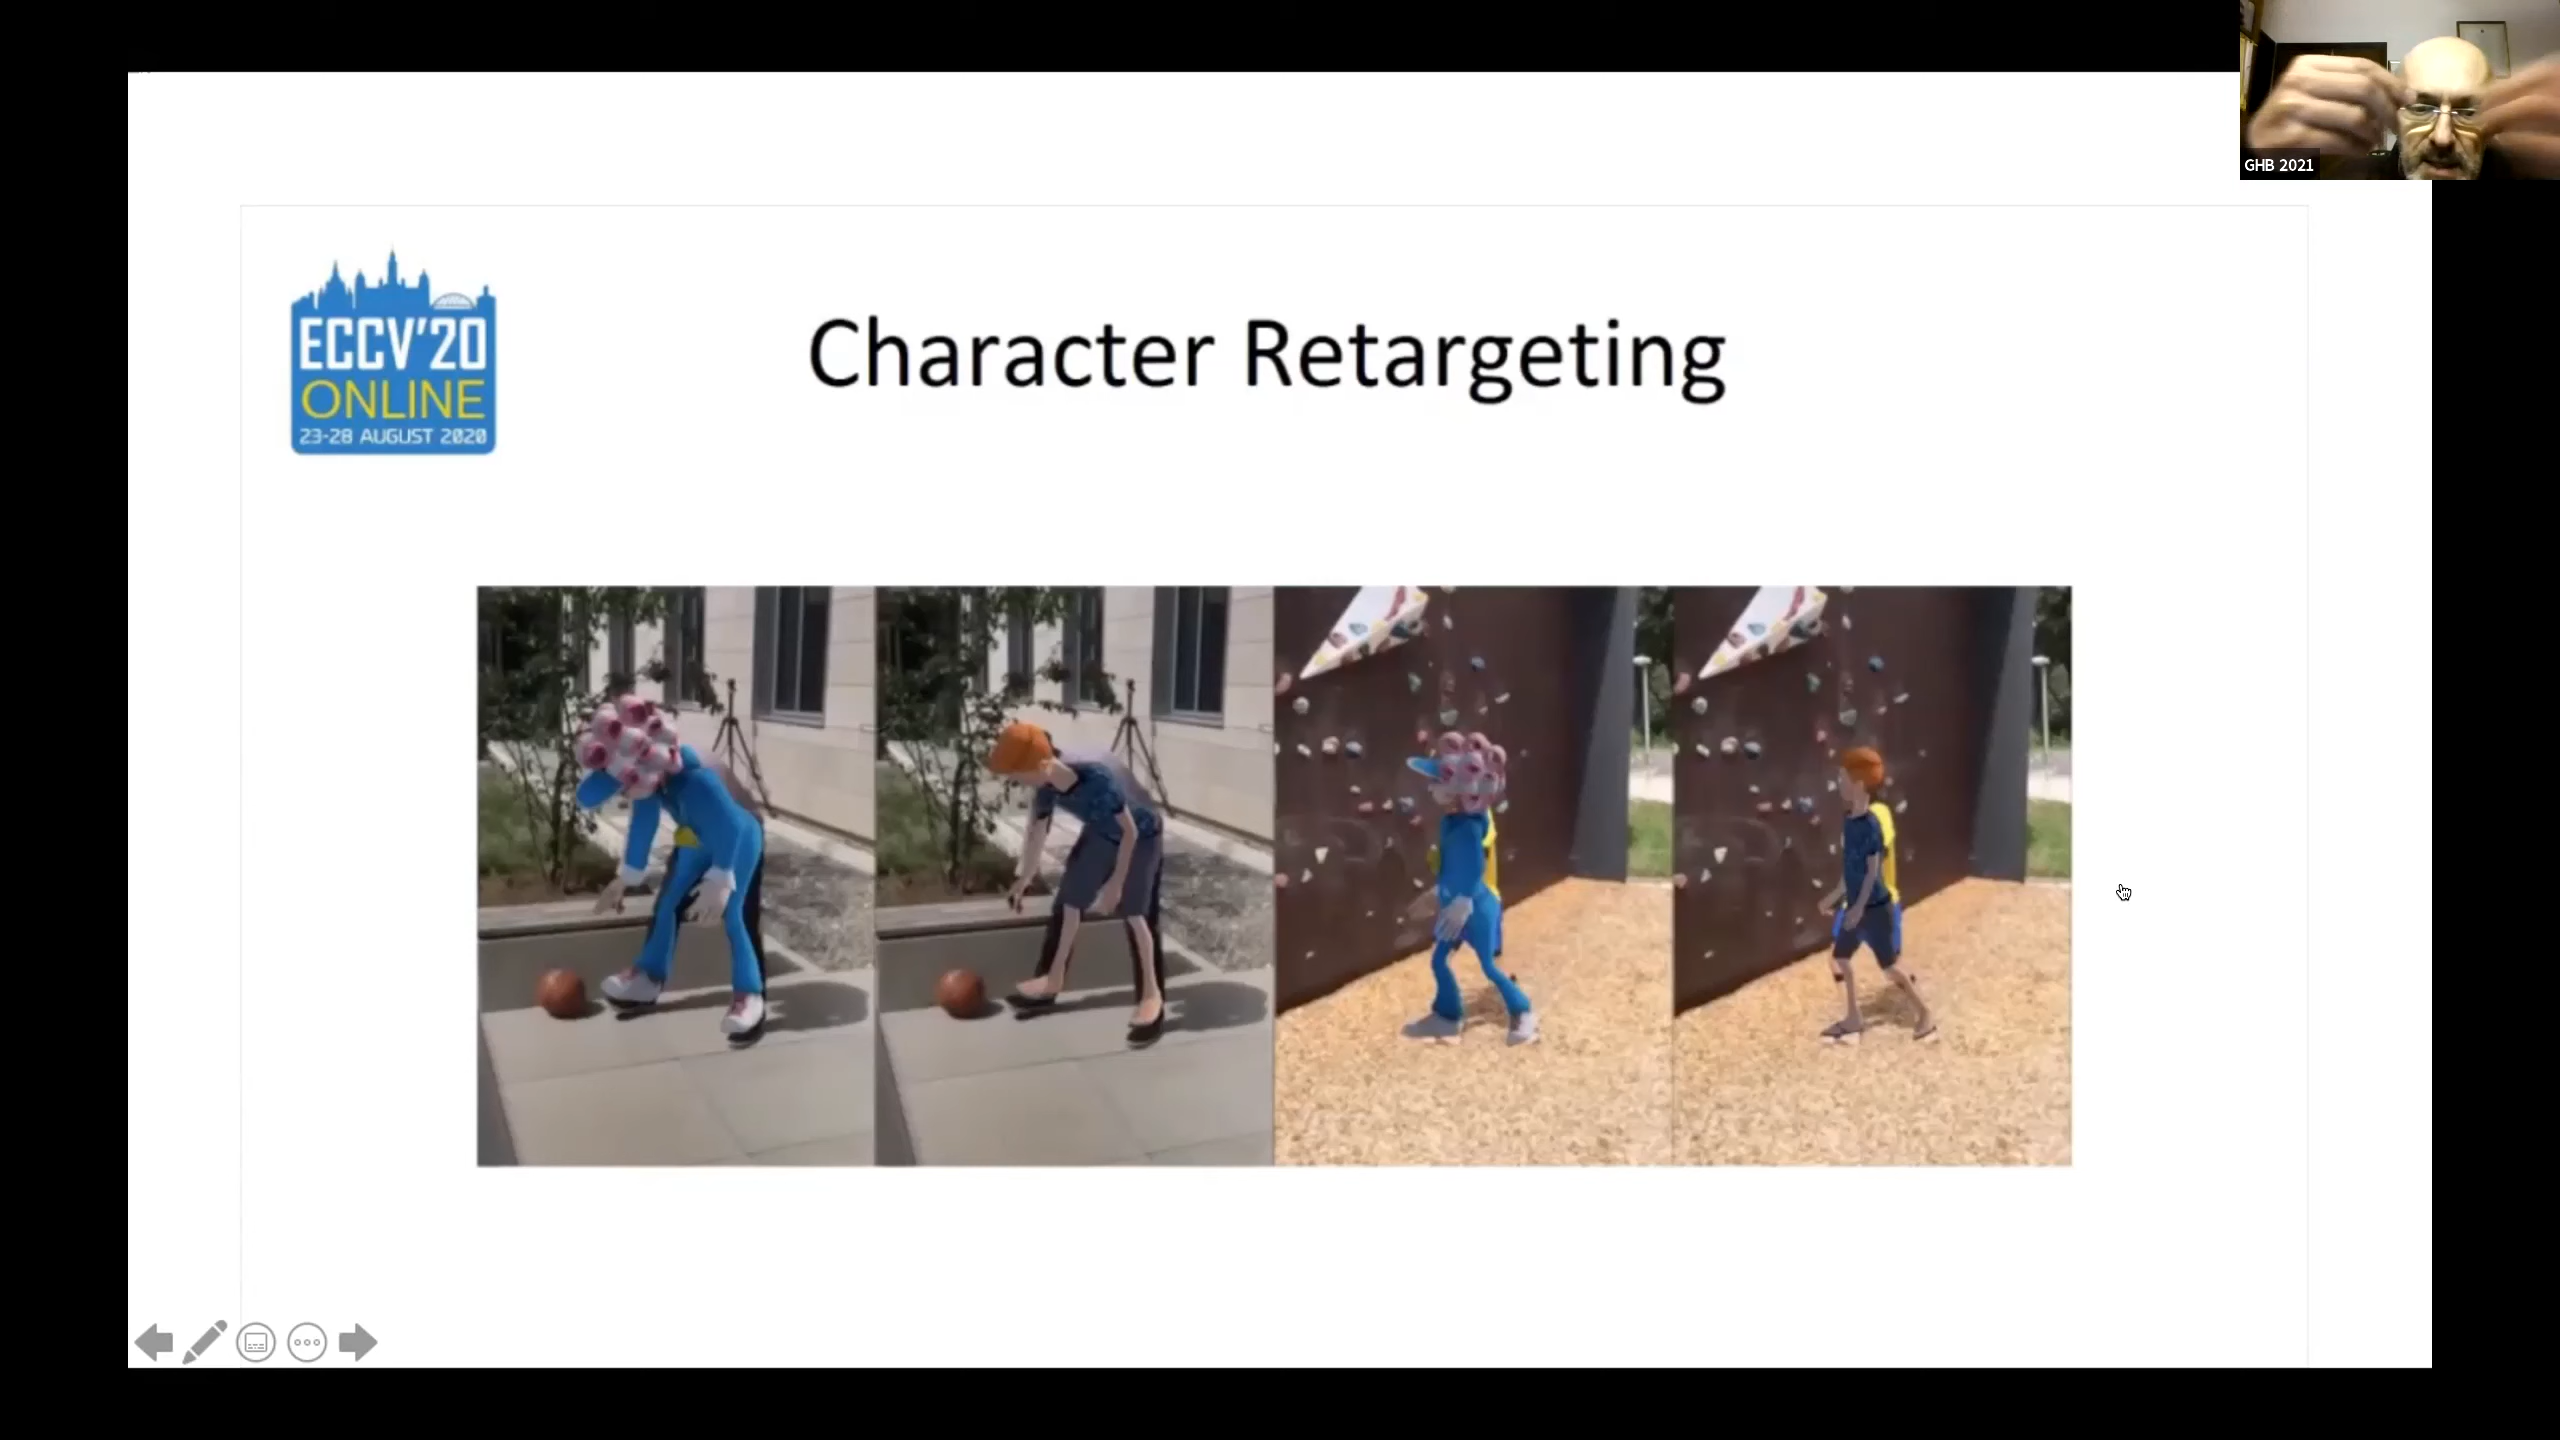 GHB 2021
ECCV'20
ONLINE
23-28 AUGUST 2020
Character Retargeting